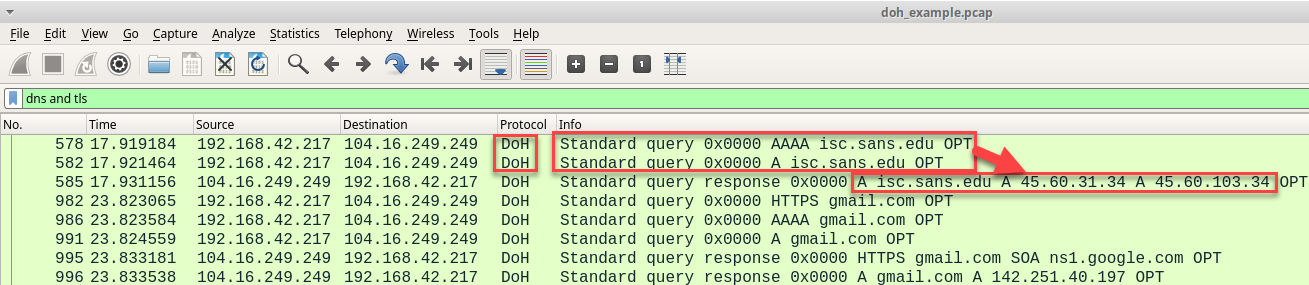 doh_example.pcap
File Edit View Go Capture Analyze Statistics Telephony Wireless Tools Help
dns and tls
No. Time Source Destination Protocol Info
578 17.919184 192.168.42.217 104.16.249.249 DoH Standard query 0x0000 AAAA isc.sans.edu OPT
582 17.921464 192.168.42.217 104.16.249.249 DoH Standard query 0x0000 A isc.sans.edu OPT
585 17.931156 104.16.249.249 192.168.42.217 DoH Standard query response 0x0000 A isc.sans.edu A 45.60.31.34 A 45.60.103.34 OPT
982 23.823065 192.168.42.217 104.16.249.249 DoH Standard query 0x0000 HTTPS gmail.com OPT
986 23.823584 192.168.42.217 104.16.249.249 DoH Standard query 0x0000 AAAA gmail.com OPT
991 23.824559 192.168.42.217 104.16.249.249 DoH Standard query 0x0000 A gmail.com OPT
995 23.833181 104.16.249.249 192.168.42.217 DoH Standard query response 0x0000 HTTPS gmail.com SOA ns1.google.com OPT
996 23.833538 104.16.249.249 192.168.42.217 DoH Standard query response 0x0000 A gmail.com A 142.251.40.197 OPT